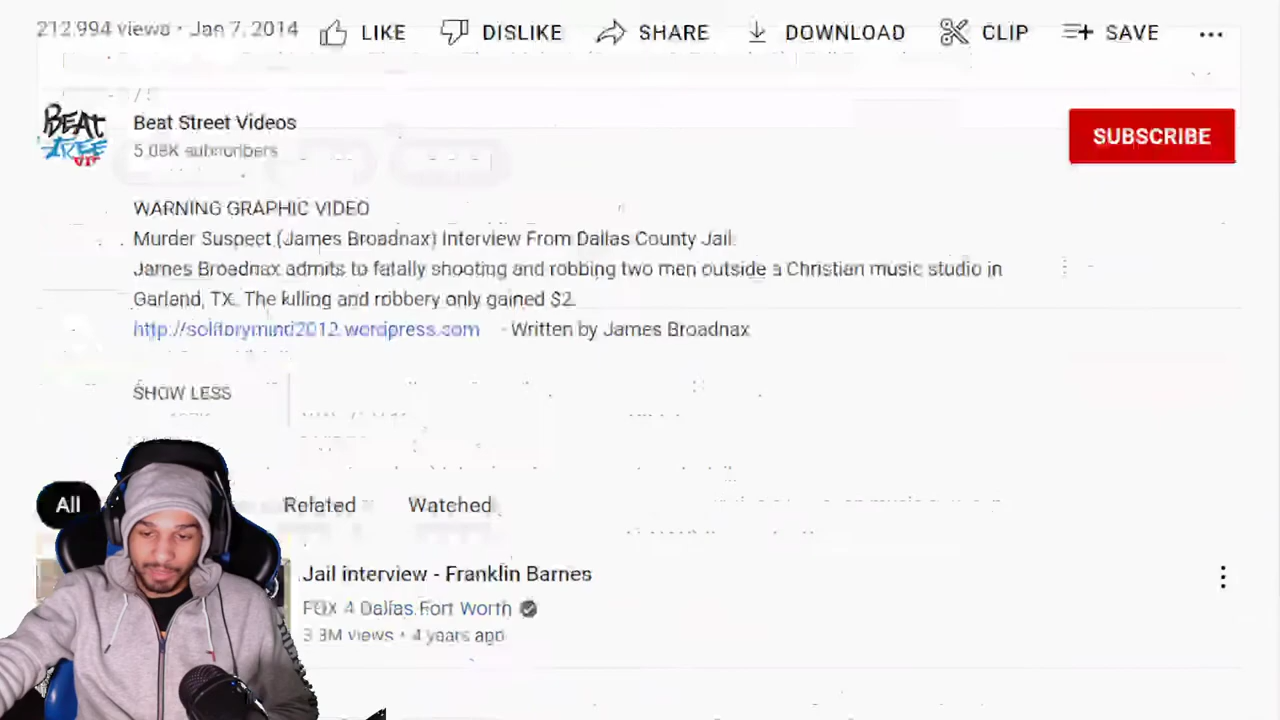 212,994 views · Jan 7, 2014 LIKE DISLIKE SHARE DOWNLOAD CLIP SAVE
BEAT
Beat Street Videos
5.08K subscribers
SUBSCRIBE
WARNING GRAPHIC VIDEO
Murder Suspect (James Broadnax) Interview From Dallas County Jail.
James Broadnax admits to fatally shooting and robbing two men outside a Christian music studio in
Garland, TX. The killing and robbery only gained $2.
http://solitorymind2012.wordpress.com - Written by James Broadnax
SHOW LESS
All Related Watched
Jail interview - Franklin Barnes
FOX 4 Dallas-Fort Worth
3.3M views · 4 years ago